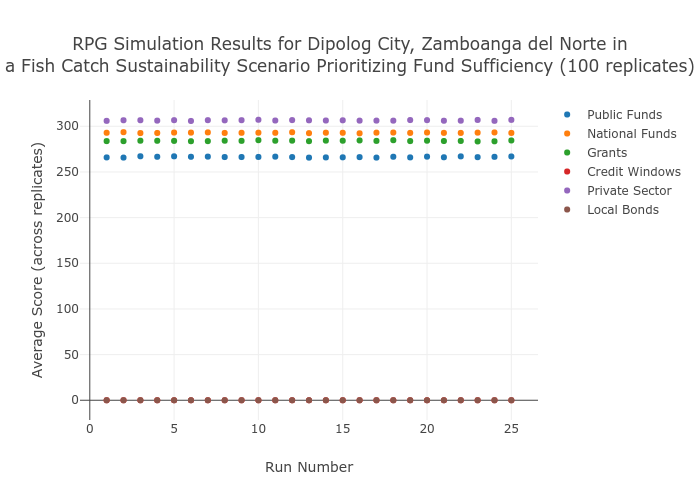 RPG Simulation Results for Dipolog City, Zamboanga del Norte in
a Fish Catch Sustainability Scenario Prioritizing Fund Sufficiency (100 replicates)
Average Score (across replicates)
300
250
200
150
100
50
0
0 5 10 15 20 25
Run Number
Public Funds
National Funds
Grants
Credit Windows
Private Sector
Local Bonds